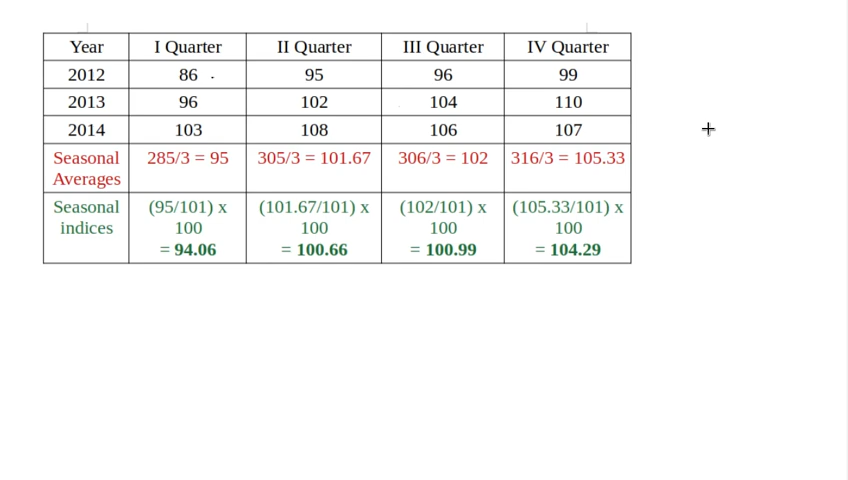 Year I Quarter II Quarter III Quarter IV Quarter
2012 86 95 96 99
2013 96 102 104 110
2014 103 108 106 107
Seasonal Averages 285/3 = 95 305/3 = 101.67 306/3 = 102 316/3 = 105.33
Seasonal indices (95/101) x 100 = 94.06 (101.67/101) x 100 = 100.66 (102/101) x 100 = 100.99 (105.33/101) x 100 = 104.29